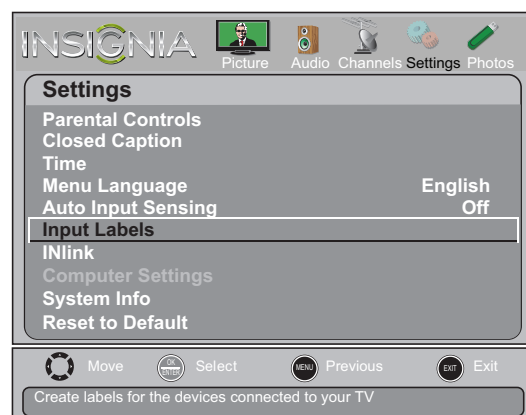 INSIGNIA
Picture Audio Channels Settings Photos
Settings
Parental Controls
Closed Caption
Time
Menu Language English
Auto Input Sensing Off
Input Labels
INlink
Computer Settings
System Info
Reset to Default
Move OK ENTER Select MENU Previous EXIT Exit
Create labels for the devices connected to your TV